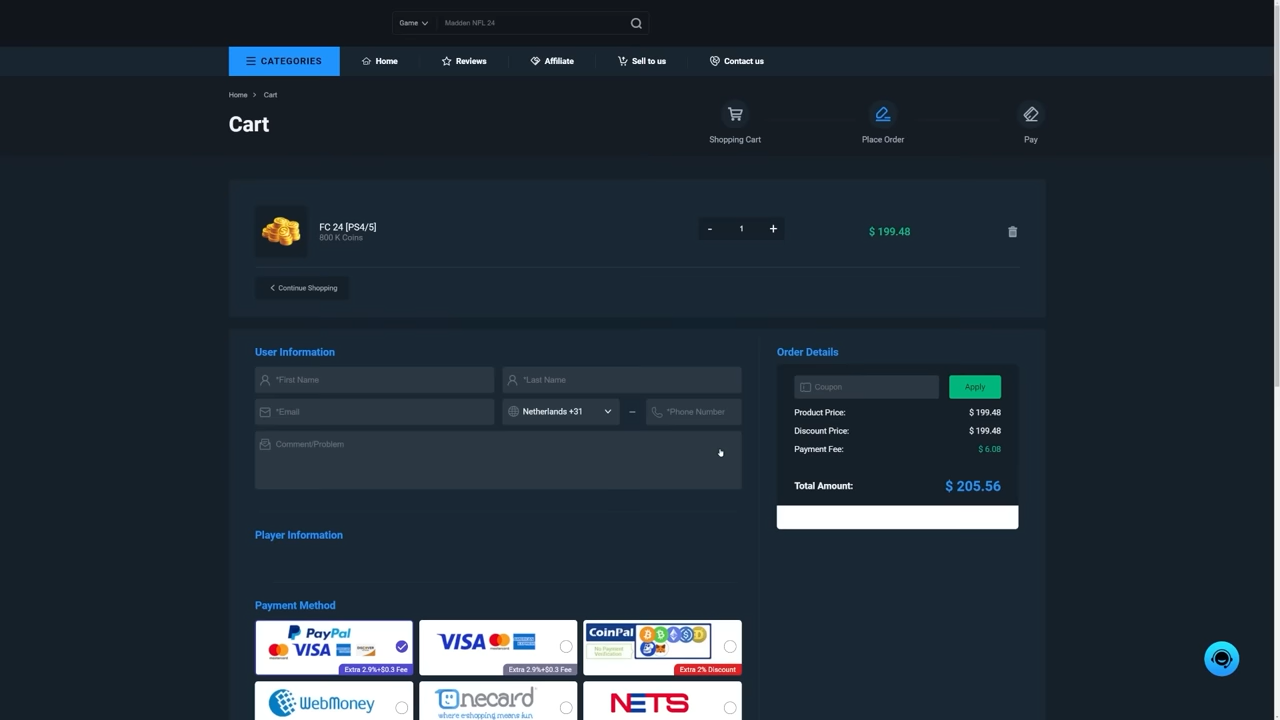 Game
Madden NFL 24
CATEGORIES
Home
Reviews
Affiliate
Sell to us
Contact us
Home > Cart
Cart
Shopping Cart
Place Order
Pay
FC 24 [PS4/5]
800 K Coins
- 1 +
$ 199.48
< Continue Shopping
User Information
*First Name
*Last Name
*Email
Netherlands +31
–
*Phone Number
Comment/Problem
Order Details
Coupon
Apply
Product Price: $ 199.48
Discount Price: $ 199.48
Payment Fee: $ 6.08
Total Amount: $ 205.56
Player Information
Payment Method
PayPal
VISA
Extra 2.9%+$0.3 Fee
VISA
Extra 2.9%+$0.3 Fee
CoinPal
No Payment
Verification
Extra 2% Discount
WebMoney
Onecard
where e-shopping means fun
NETS